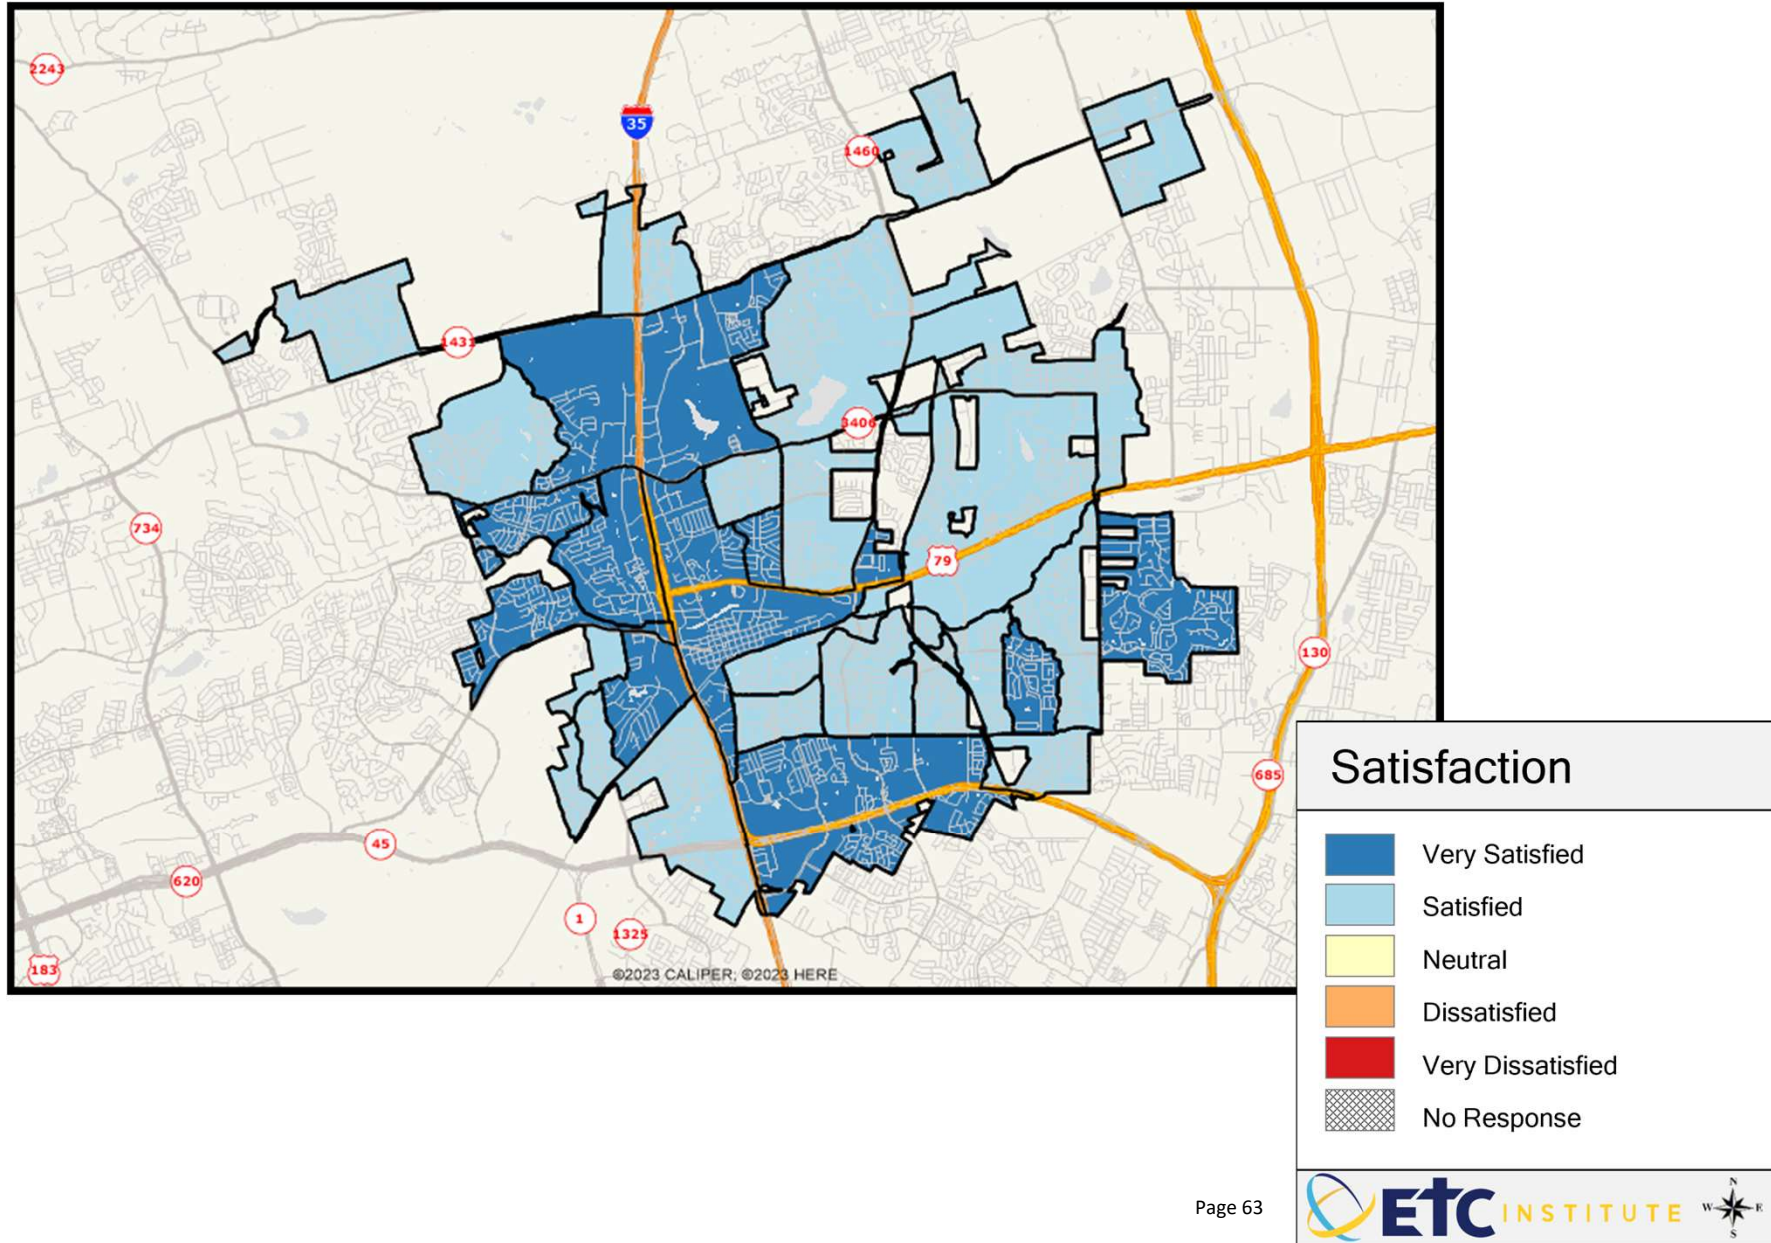 2243
35
1460
1431
3406
734
79
130
685
45
620
1
1325
183
©2023 CALIPER; ©2023 HERE
Satisfaction
Very Satisfied
Satisfied
Neutral
Dissatisfied
Very Dissatisfied
No Response
Page 63
ETC INSTITUTE
N
W E
S